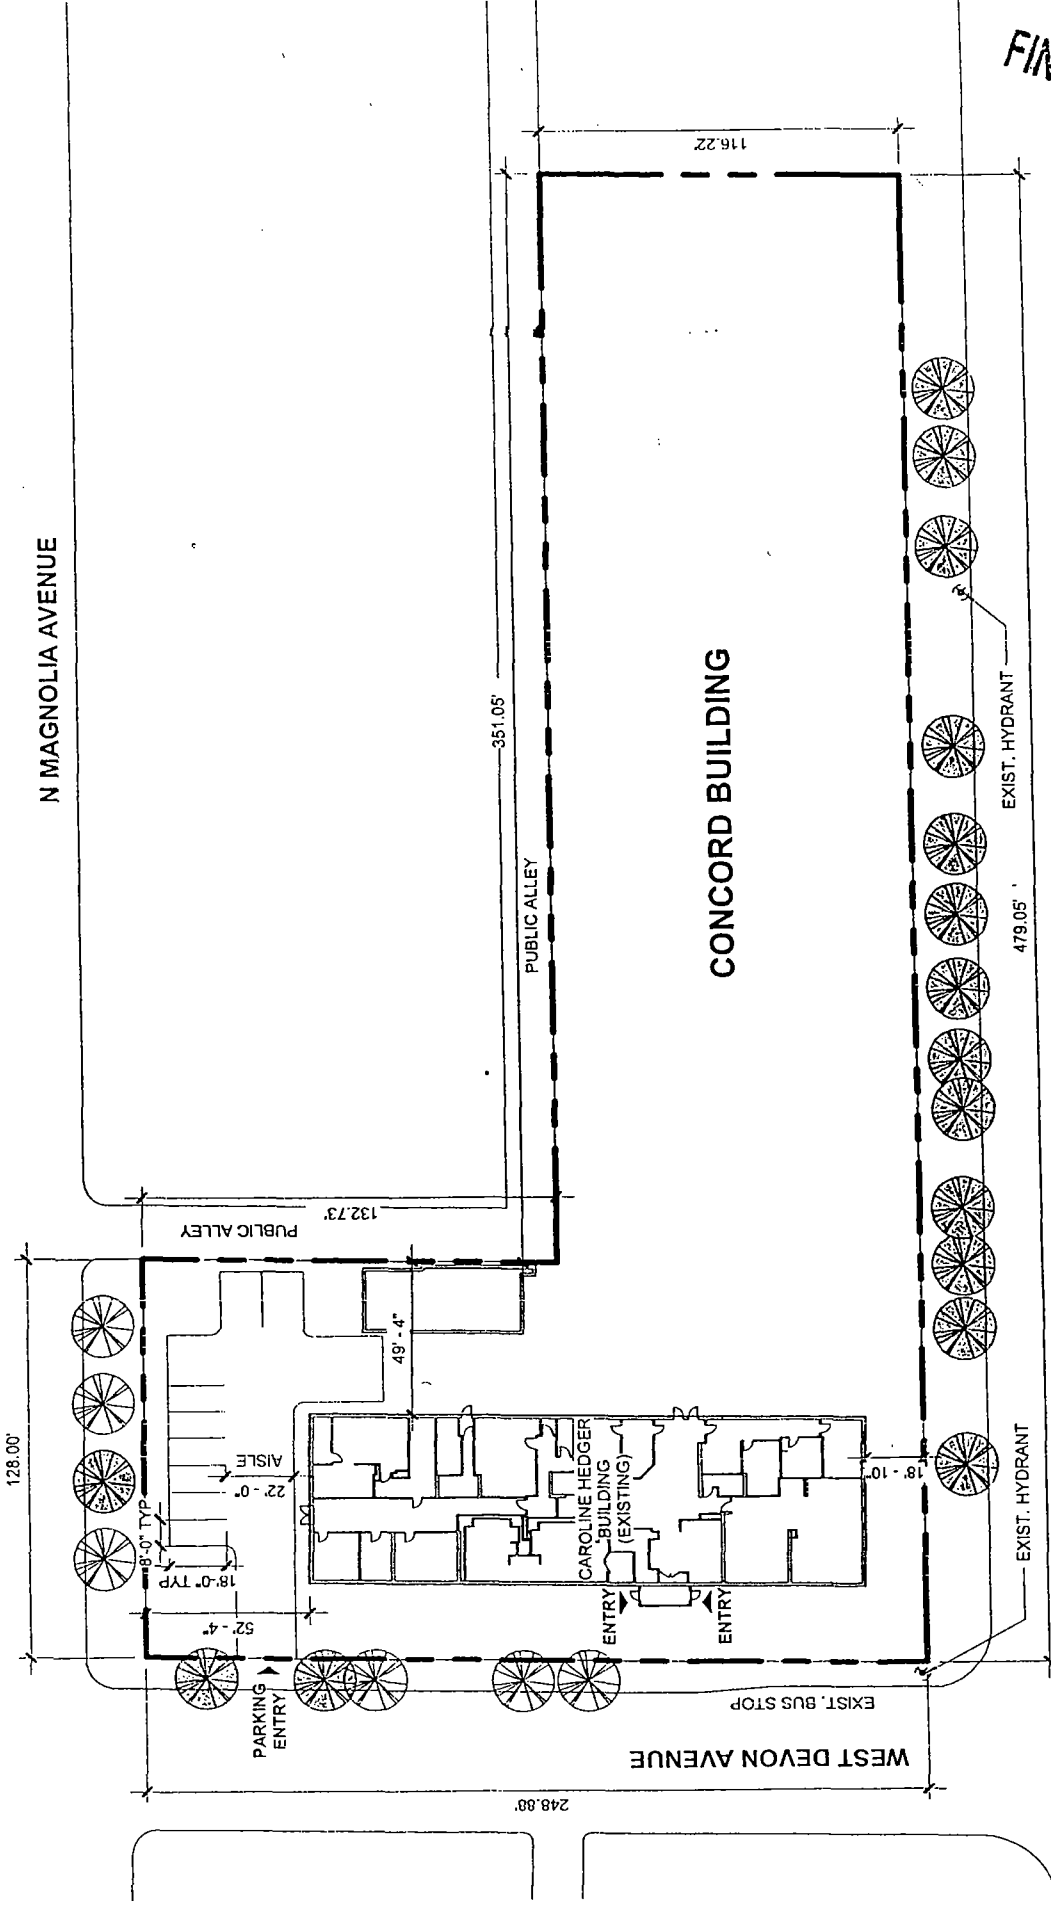 FIN
116.22'
N MAGNOLIA AVENUE
351.05'
CONCORD BUILDING
EXIST. HYDRANT
PUBLIC ALLEY
479.05'
132.73'
PUBLIC ALLEY
128.00'
49' - 4"
AISLE
22' - 0"
8'-0" TYP
18'-0" TYP
52' - 4"
CAROLINE HEDGER
BUILDING
(EXISTING)
18' - 10"
EXIST. HYDRANT
ENTRY
ENTRY
PARKING
ENTRY
EXIST. BUS STOP
WEST DEVON AVENUE
248.88'